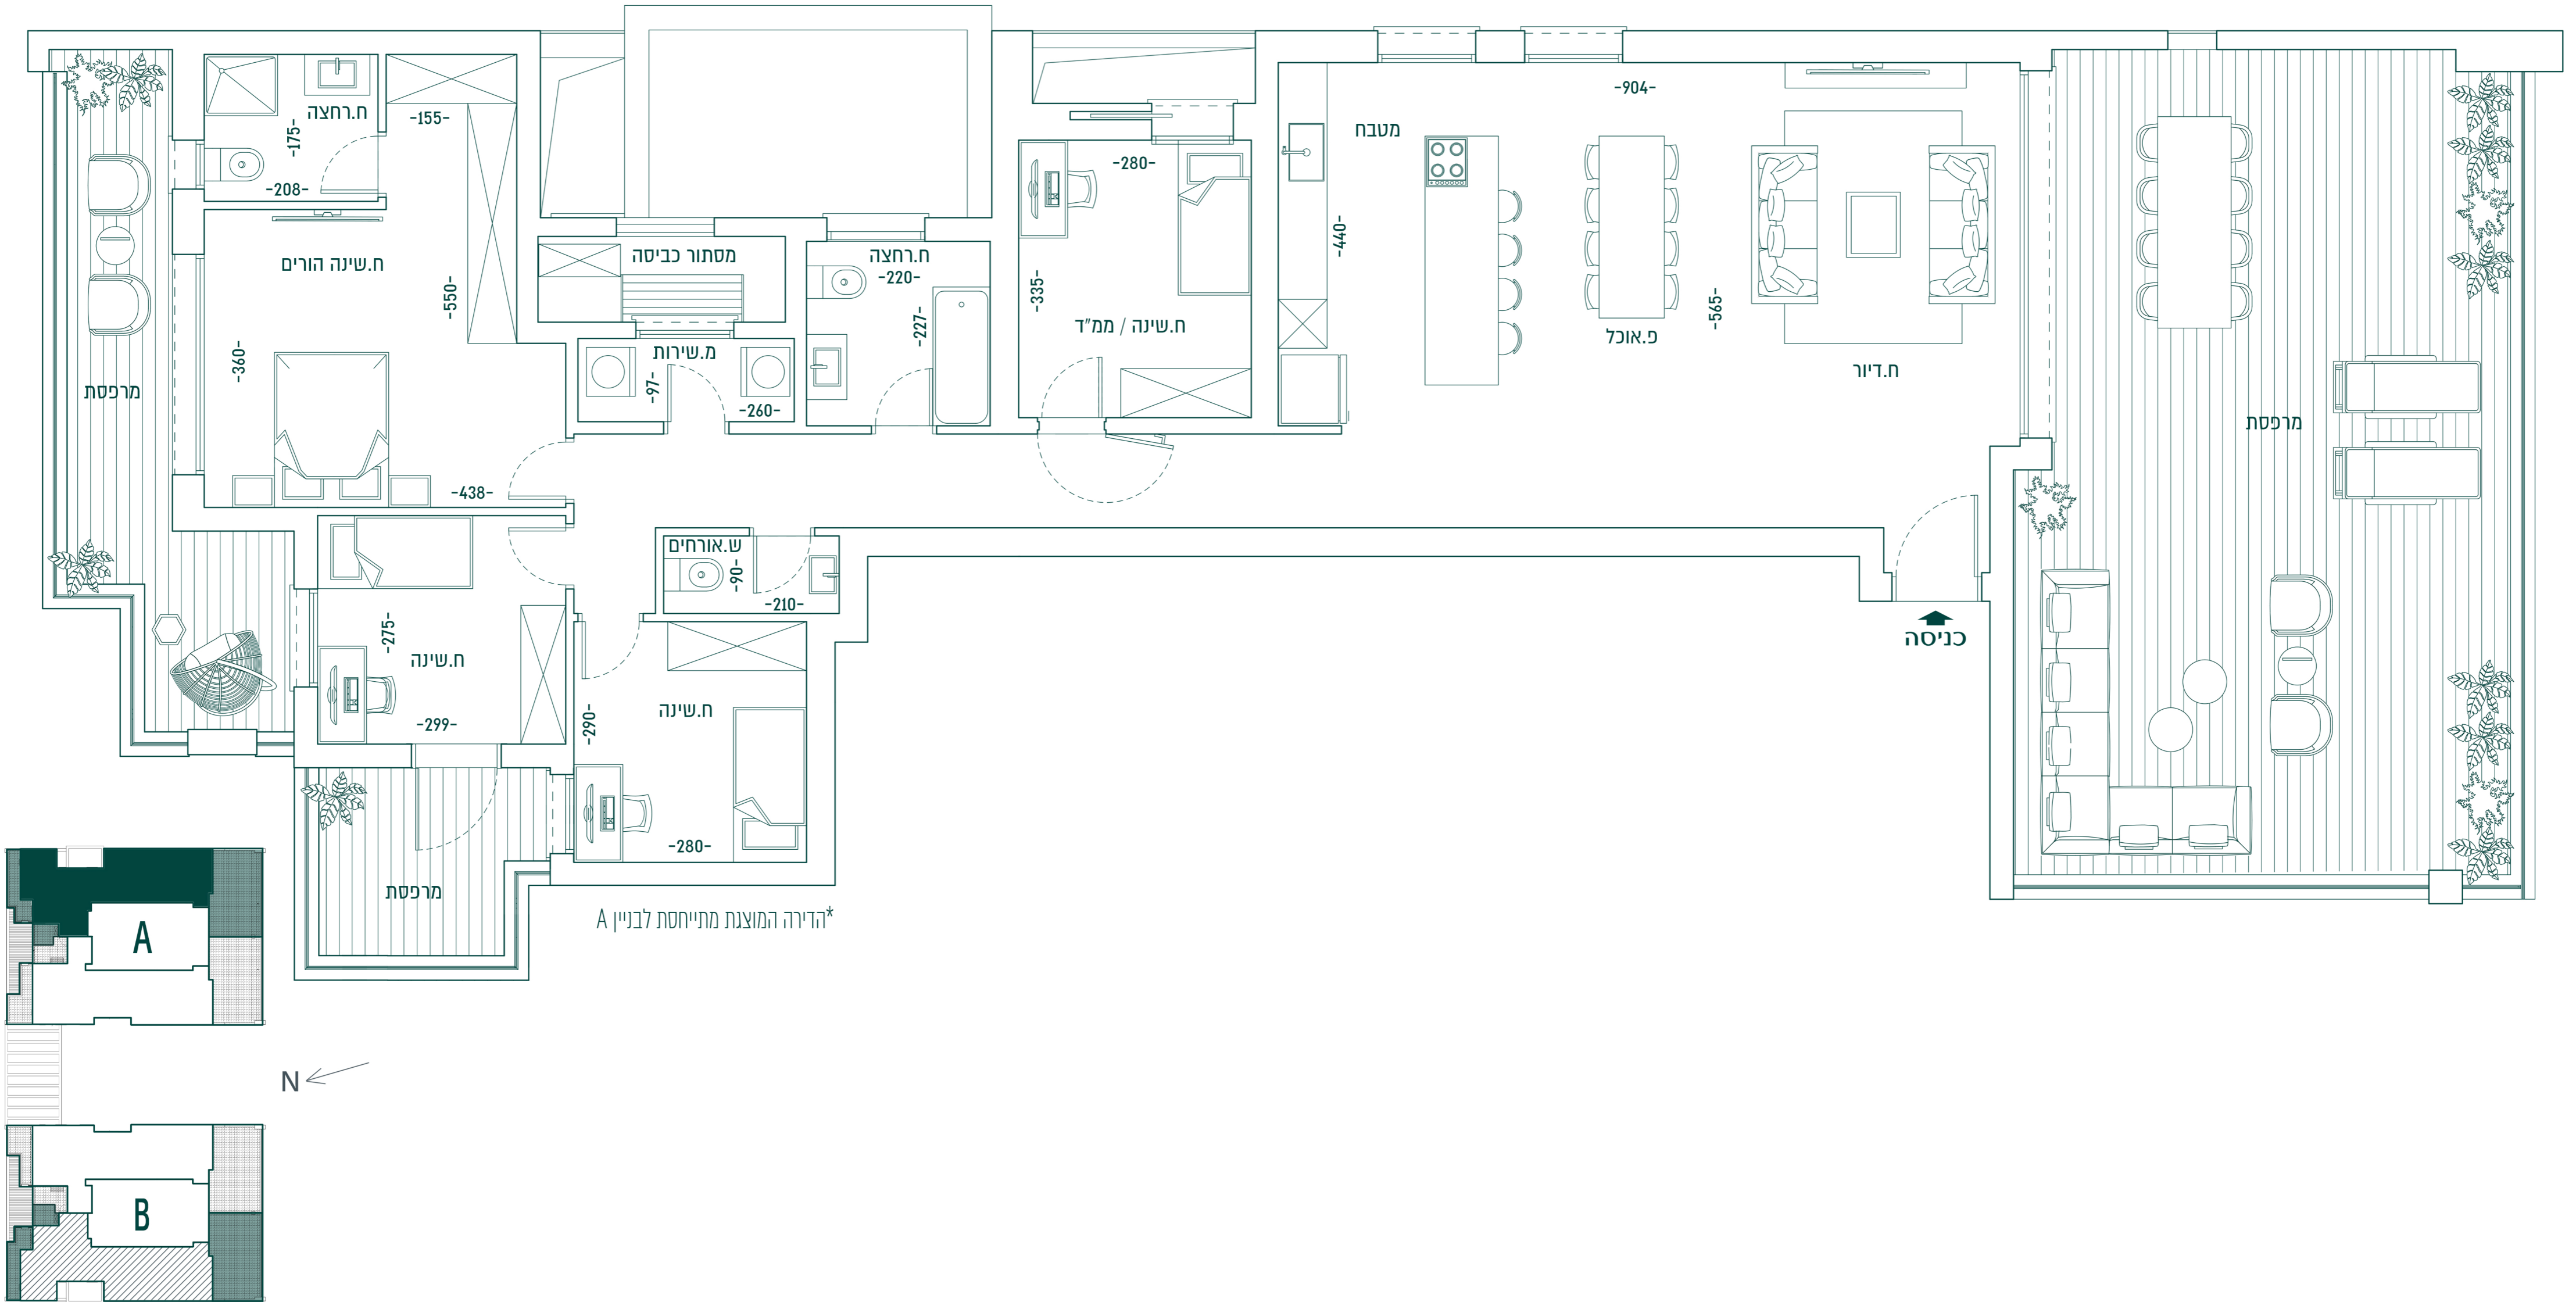 ח.רחצה
-175-
-208-
-155-
ח.שינה הורים
-550-
-360-
-438-
מרפסת
מסתור כביסה
מ.שירות
-97-
-260-
ח.רחצה
-220-
-227-
-280-
-335-
ח.שינה / ממ"ד
מטבח
-904-
-440-
פ.אוכל
-565-
ח.דיור
מרפסת
ש.אורחים
-90-
-210-
-275-
ח.שינה
-299-
-290-
ח.שינה
-280-
כניסה
מרפסת
*הדירה המוצגת מתייחסת לבניין A
A
N
B